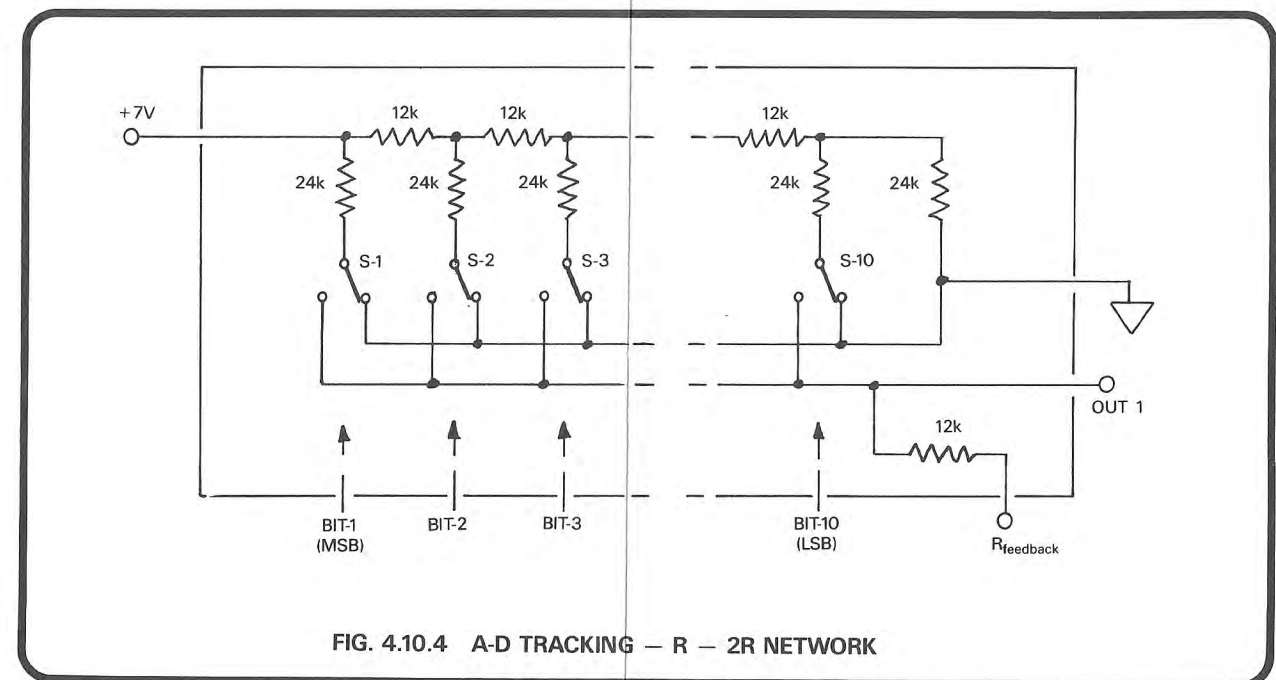 +7V
12k
12k
12k
24k
24k
24k
24k
24k
S-1
S-2
S-3
S-10
OUT 1
12k
BIT-1
(MSB)
BIT-2
BIT-3
BIT-10
(LSB)
Rfeedback
FIG. 4.10.4 A-D TRACKING — R — 2R NETWORK